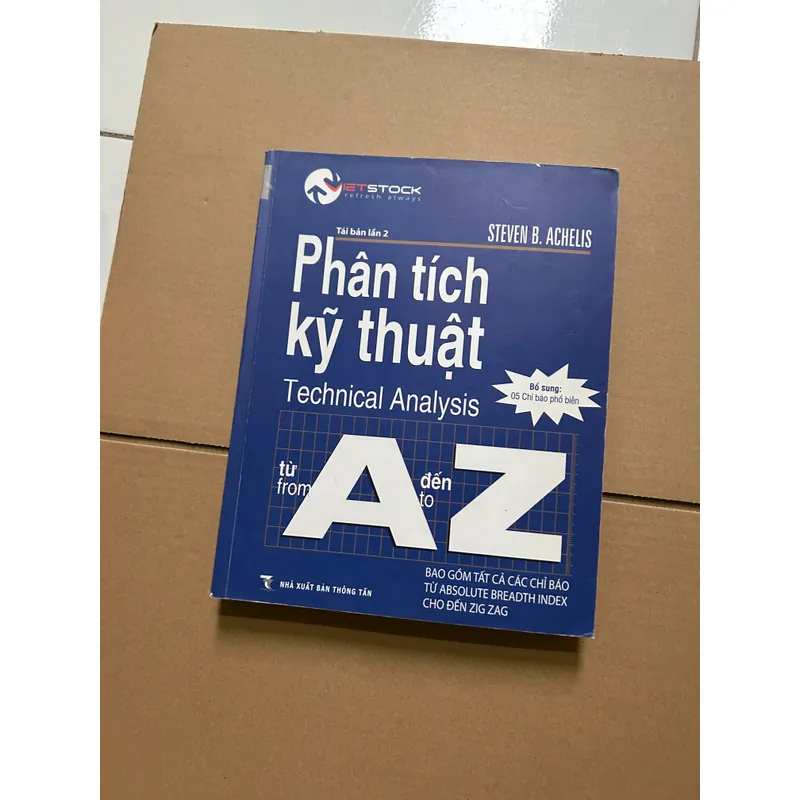 VIETSTOCK
refresh always
Tái bản lần 2
STEVEN B. ACHELIS
Phân tích
kỹ thuật
Technical Analysis
Bổ sung:
05 Chỉ báo phổ biến
từ
from
A
đến
to
Z
BAO GỒM TẤT CẢ CÁC CHỈ BÁO
TỪ ABSOLUTE BREADTH INDEX
CHO ĐẾN ZIG ZAG
NHÀ XUẤT BẢN THÔNG TẤN